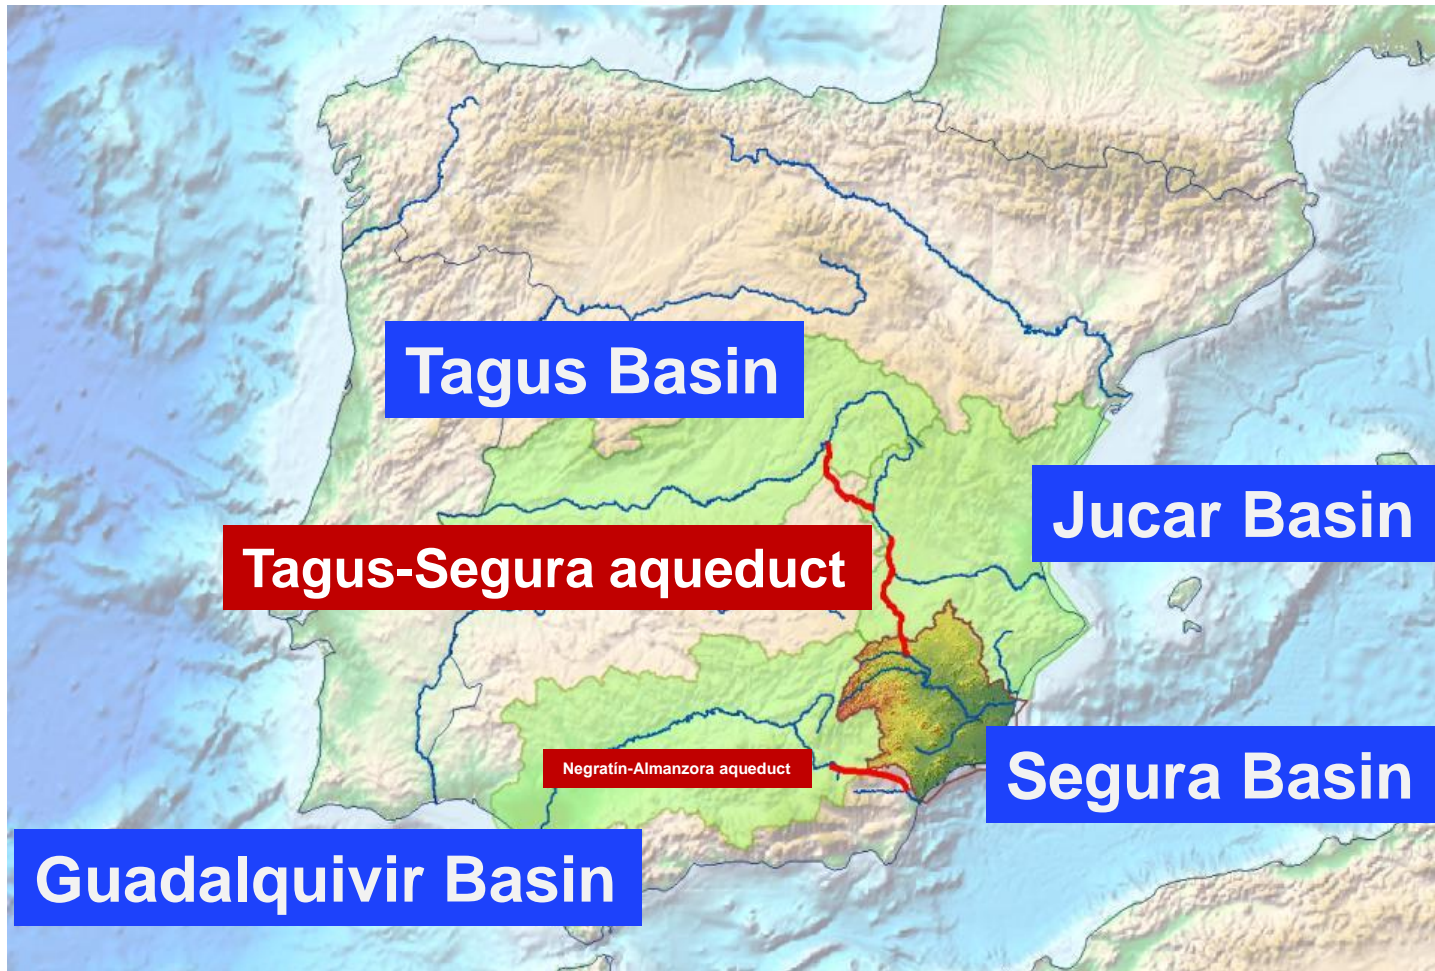 Tagus Basin
Jucar Basin
Tagus-Segura aqueduct
Negratín-Almanzora aqueduct
Segura Basin
Guadalquivir Basin